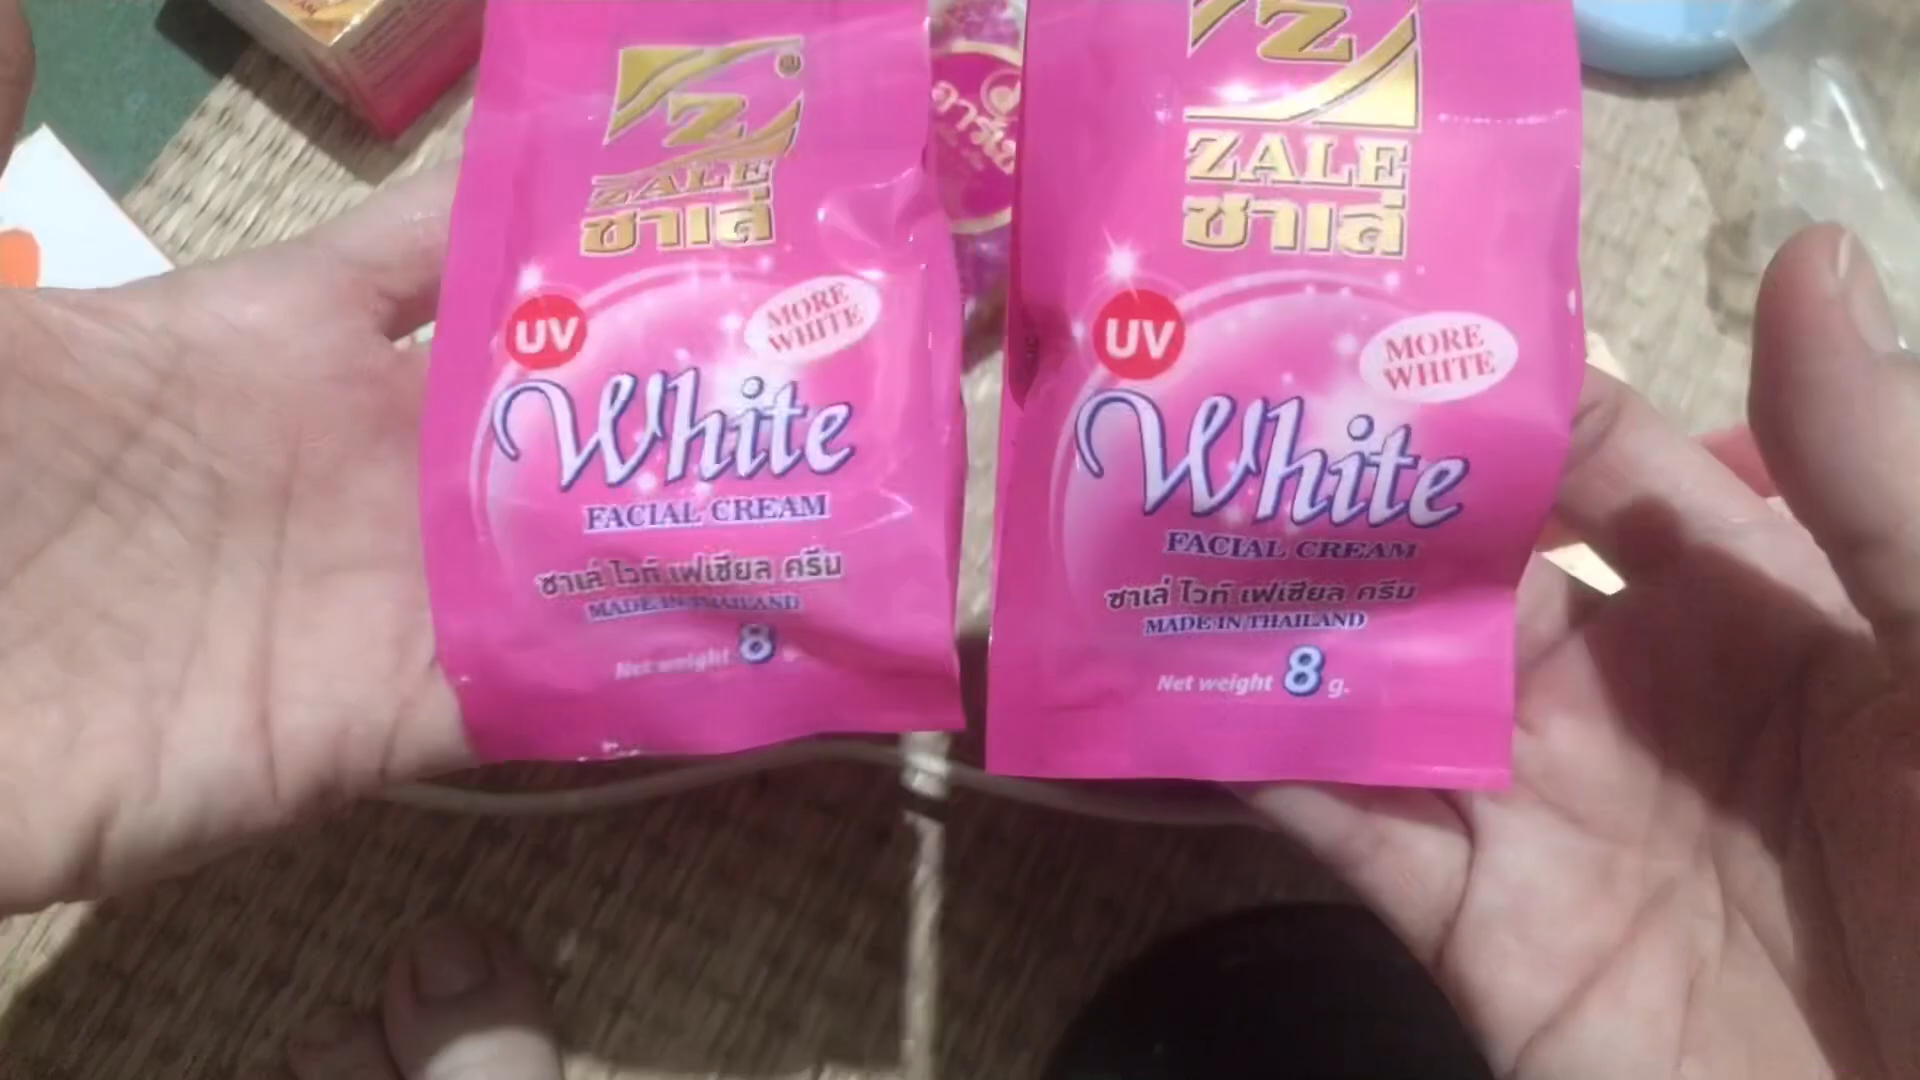 Z
®
ZALE
ซาเล่
UV
MORE
WHITE
White
FACIAL CREAM
ซาเล่ ไวท์ เฟเชียล ครีม
MADE IN THAILAND
Net weight 8 g.
Z
ZALE
ซาเล่
UV
MORE
WHITE
White
FACIAL CREAM
ซาเล่ ไวท์ เฟเชียล ครีม
MADE IN THAILAND
Net weight 8 g.